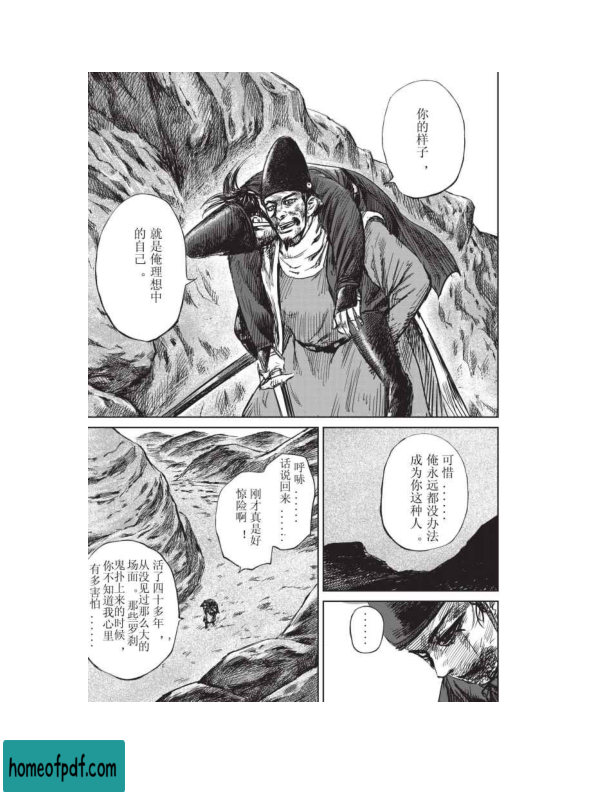 你的样子，
就是俺理想中
的自己。
可惜……
俺永远都没办法
成为你这种人。
……
呼哧……
话说回来……
刚才真是好
惊险啊！
活了四十多年，
从没见过那么大的
场面。那些罗刹
鬼扑上来的时候，
你不知道我心里
有多害怕……
homeofpdf.com